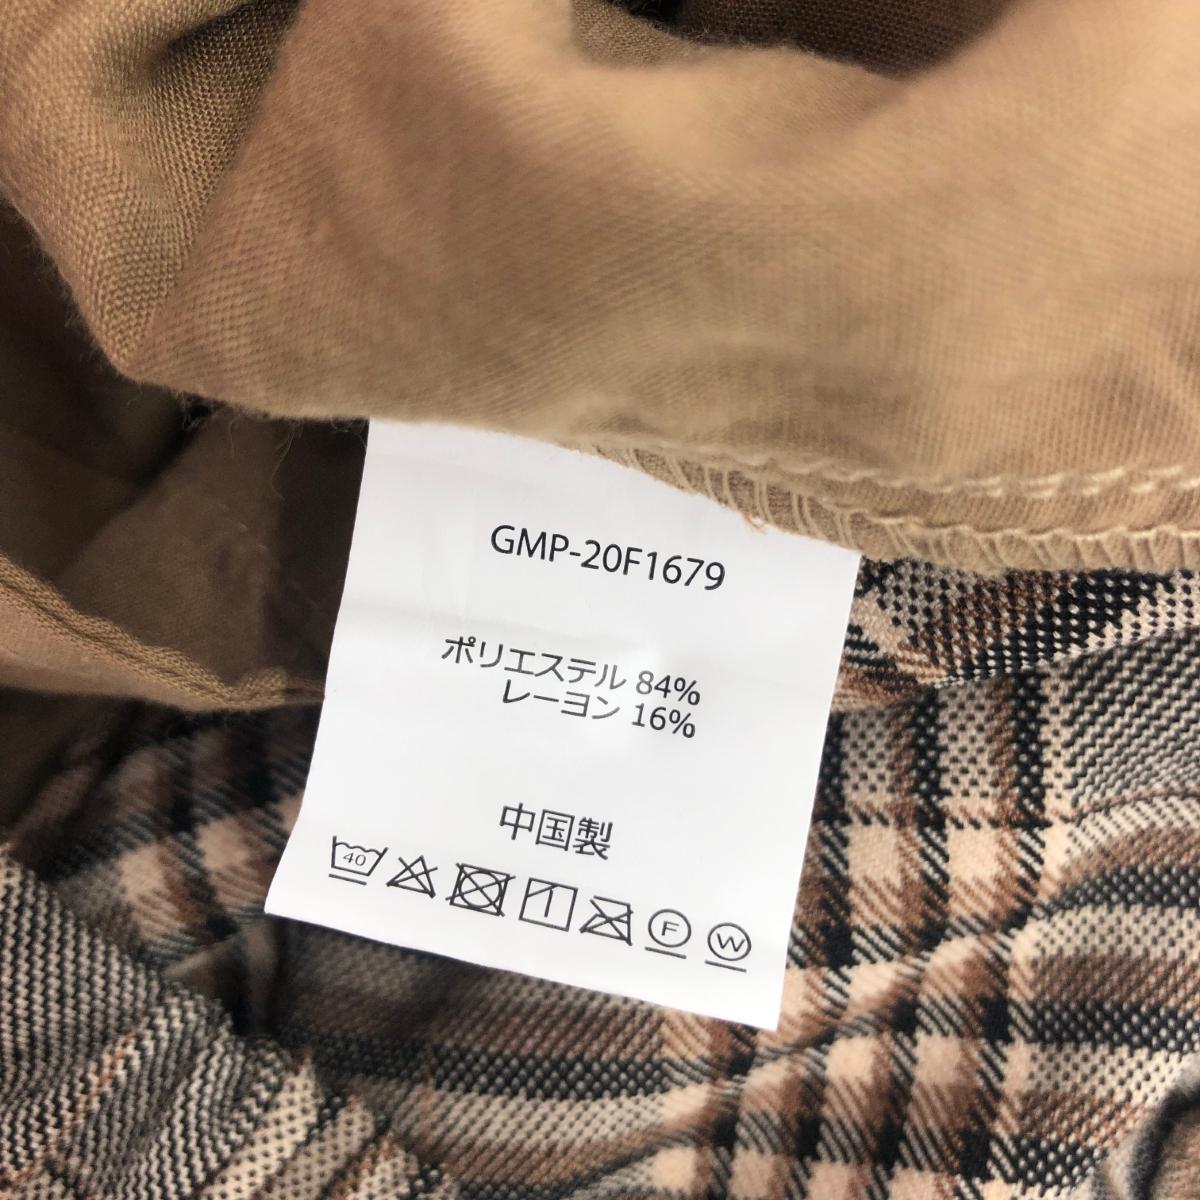 GMP-20F1679
ポリエステル 84%
レーヨン 16%
中国製
40 F W